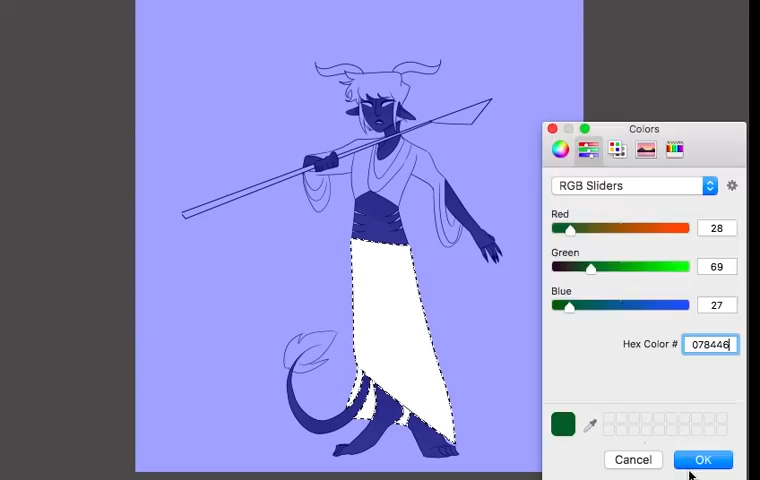 Colors
RGB Sliders
Red
28
Green
69
Blue
27
Hex Color # 078446
Cancel OK